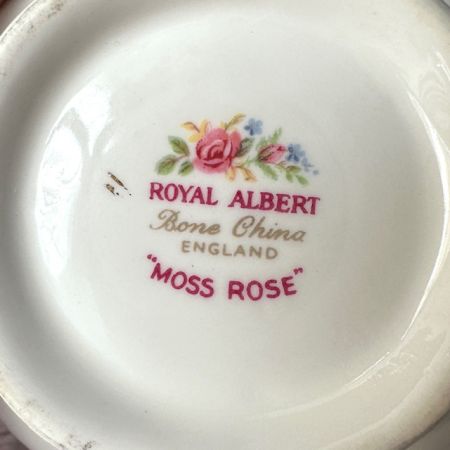 ROYAL ALBERT
Bone China
ENGLAND
"MOSS ROSE"